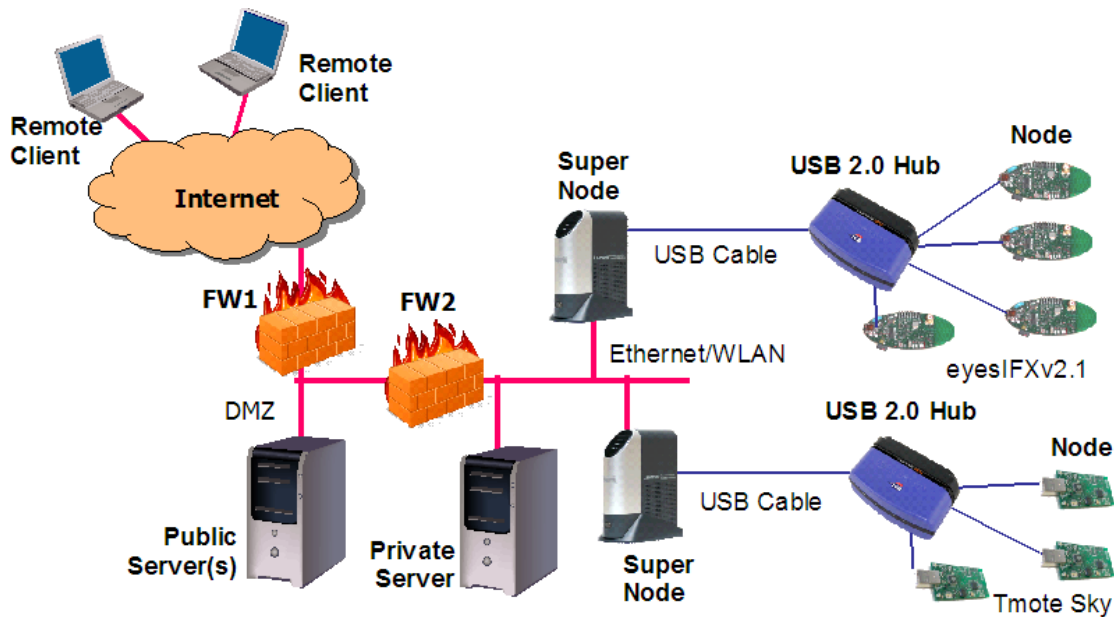 Remote
Client
Remote
Client
Internet
Super
Node
USB 2.0 Hub
Node
USB Cable
FW1
FW2
Ethernet/WLAN
eyesIFXv2.1
DMZ
USB 2.0 Hub
Node
USB Cable
Public
Server(s)
Private
Server
Super
Node
Tmote Sky